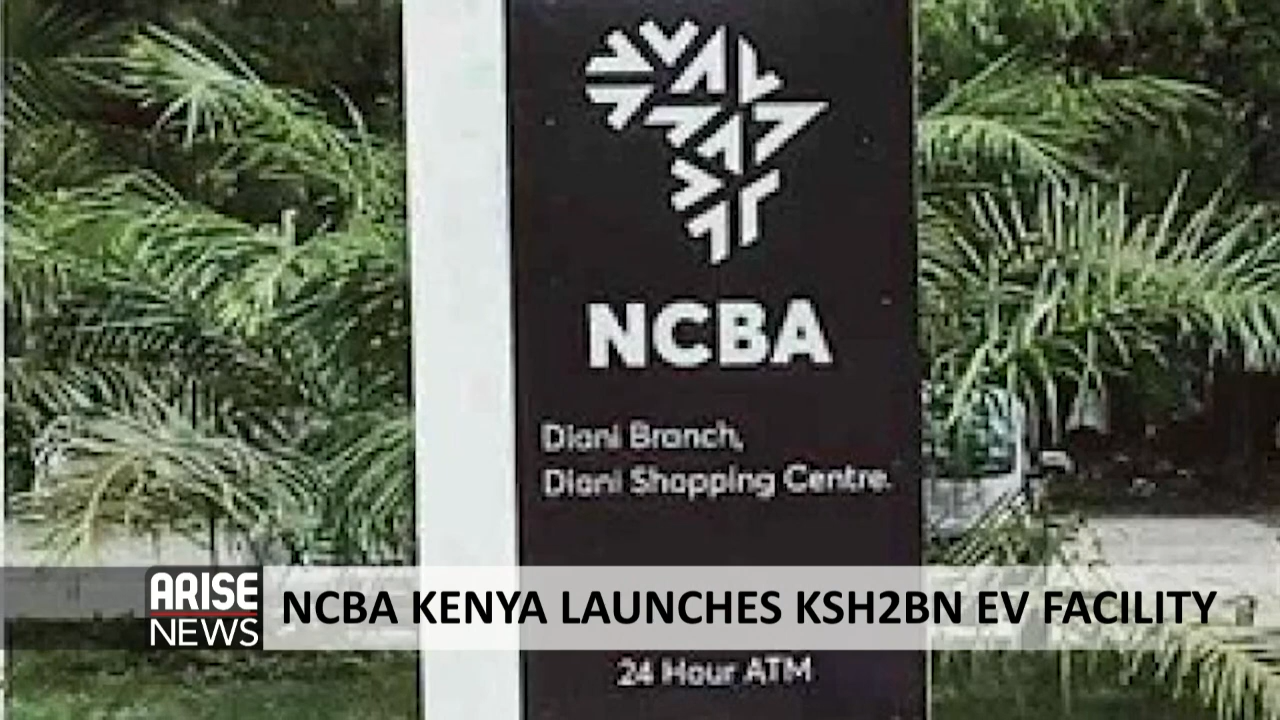 NCBA
Diani Branch,
Diani Shopping Centre.
ARISE
NEWS
NCBA KENYA LAUNCHES KSH2BN EV FACILITY
24 Hour ATM